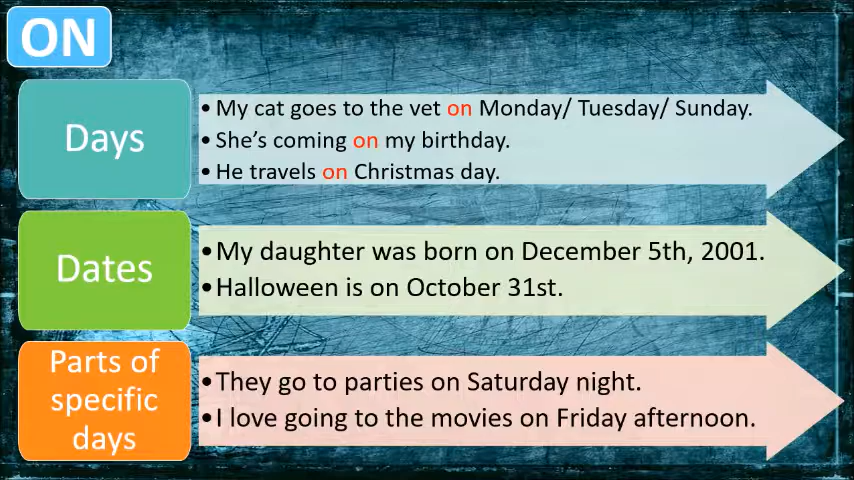 ON
Days
• My cat goes to the vet on Monday/ Tuesday/ Sunday.
• She’s coming on my birthday.
• He travels on Christmas day.
Dates
• My daughter was born on December 5th, 2001.
• Halloween is on October 31st.
Parts of
specific
days
• They go to parties on Saturday night.
• I love going to the movies on Friday afternoon.